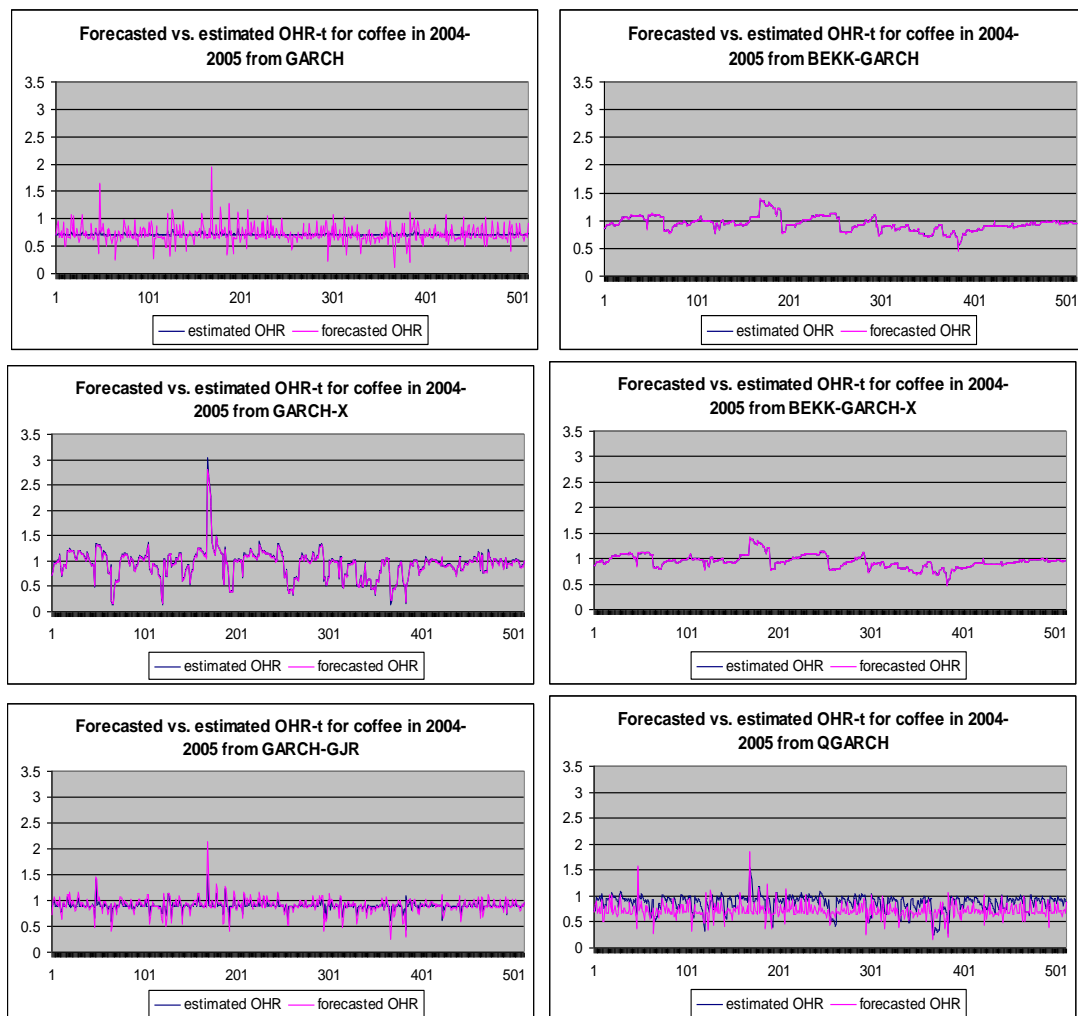 Forecasted vs. estimated OHR-t for coffee in 2004-
2005 from GARCH
3.5
3
2.5
2
1.5
1
0.5
0
1 101 201 301 401 501
estimated OHR forecasted OHR
Forecasted vs. estimated OHR-t for coffee in 2004-
2005 from BEKK-GARCH
3.5
3
2.5
2
1.5
1
0.5
0
1 101 201 301 401 501
estimated OHR forecasted OHR
Forecasted vs. estimated OHR-t for coffee in 2004-
2005 from GARCH-X
3.5
3
2.5
2
1.5
1
0.5
0
1 101 201 301 401 501
estimated OHR forecasted OHR
Forecasted vs. estimated OHR-t for coffee in 2004-
2005 from BEKK-GARCH-X
3.5
3
2.5
2
1.5
1
0.5
0
1 101 201 301 401 501
estimated OHR forecasted OHR
Forecasted vs. estimated OHR-t for coffee in 2004-
2005 from GARCH-GJR
3.5
3
2.5
2
1.5
1
0.5
0
1 101 201 301 401 501
estimated OHR forecasted OHR
Forecasted vs. estimated OHR-t for coffee in 2004-
2005 from QGARCH
3.5
3
2.5
2
1.5
1
0.5
0
1 101 201 301 401 501
estimated OHR forecasted OHR